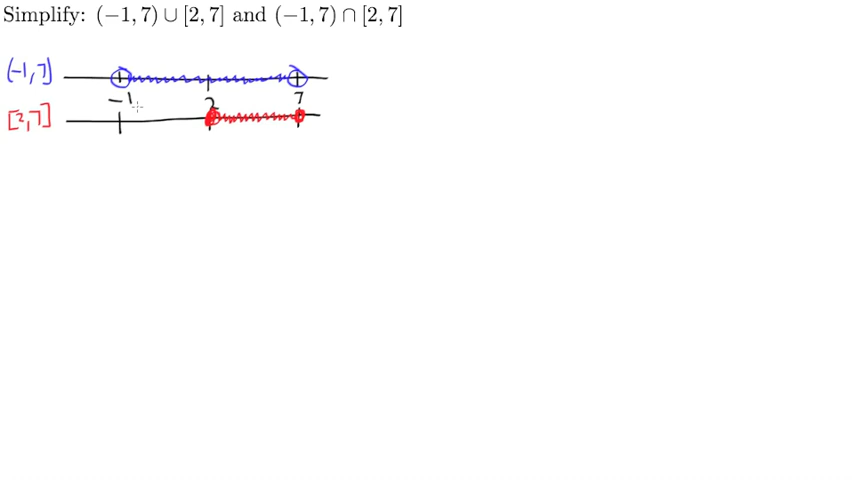 Simplify: (−1, 7) ∪ [2, 7] and (−1, 7) ∩ [2, 7]
(-1,7)
-1 2 7
[2,7]